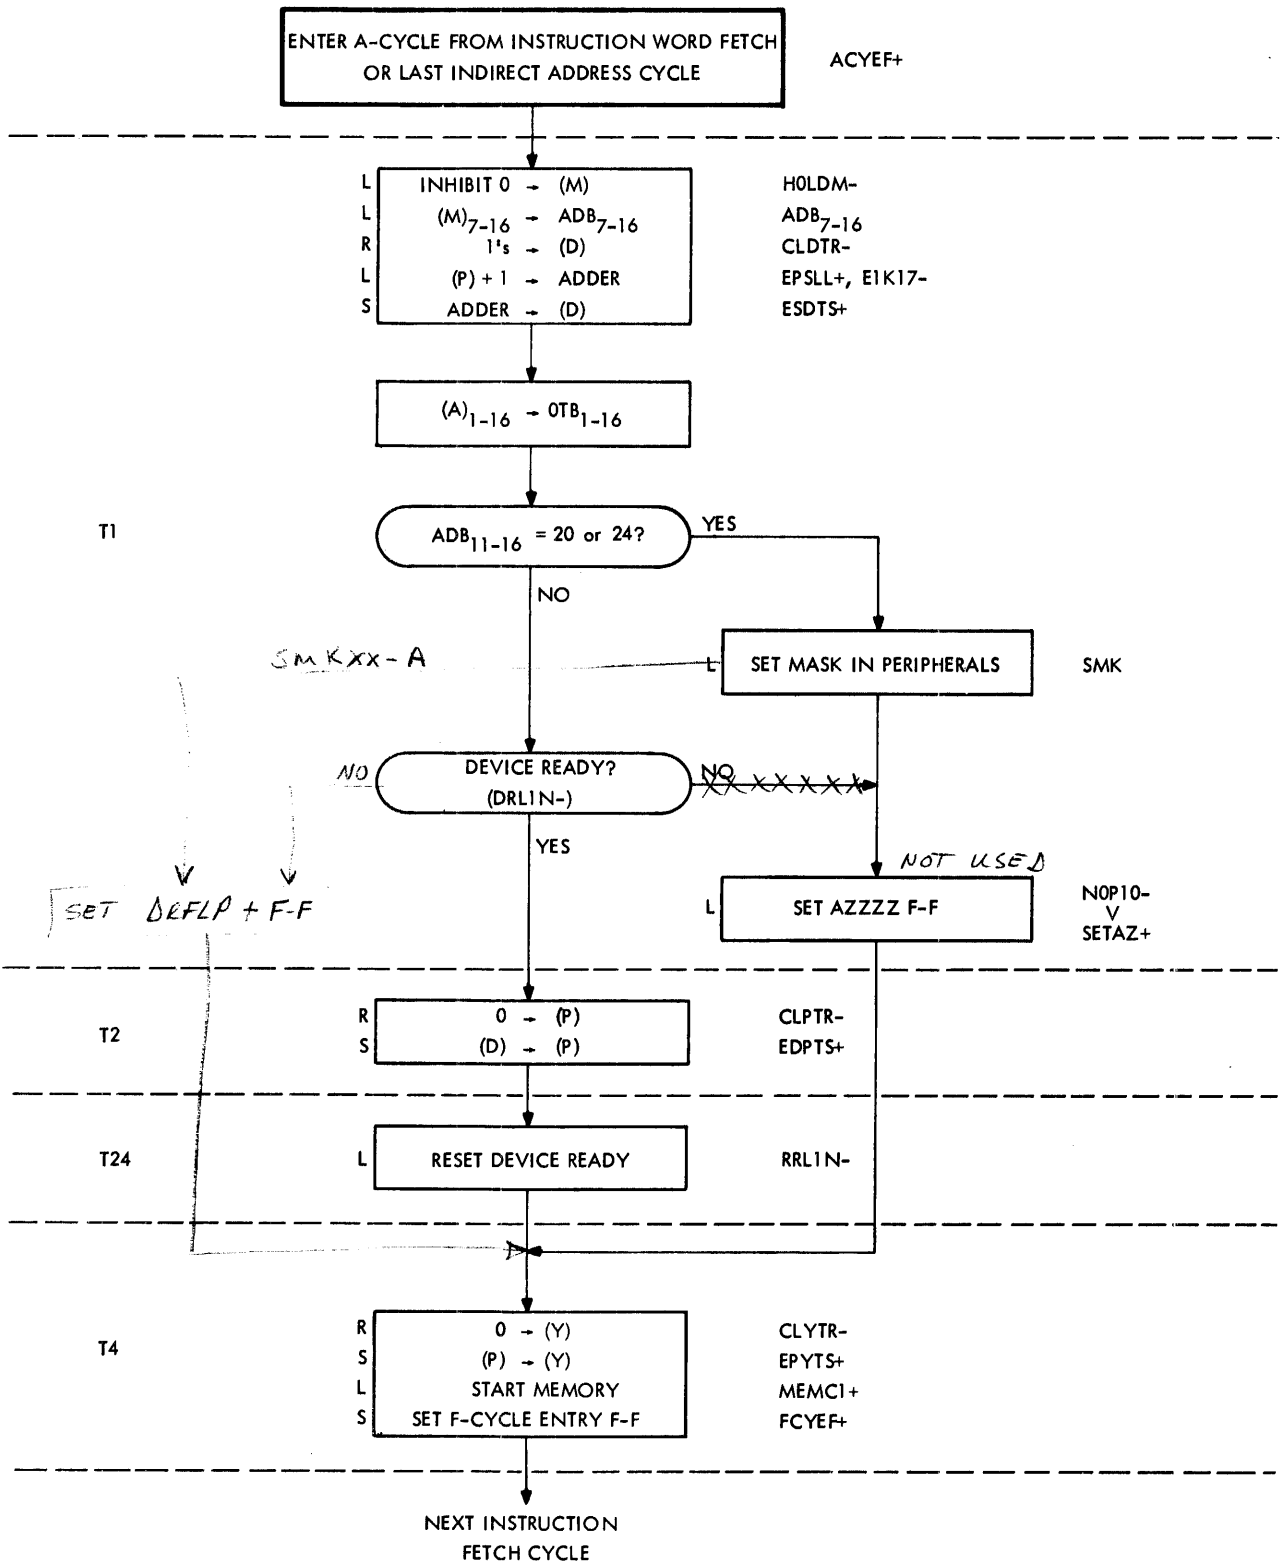 ENTER A-CYCLE FROM INSTRUCTION WORD FETCH
OR LAST INDIRECT ADDRESS CYCLE
ACYEF+
L INHIBIT 0 → (M) H0LDM-
L (M)7-16 → ADB7-16 ADB7-16
R 1's → (D) CLDTR-
L (P) + 1 → ADDER EPSLL+, E1K17-
S ADDER → (D) ESDTS+
(A)1-16 → 0TB1-16
T1
ADB11-16 = 20 or 24?
YES
NO
SMKXX-A
L SET MASK IN PERIPHERALS SMK
NO
DEVICE READY?
(DRL1N-)
NO
YES
NOT USED
SET DRFLP + F-F
L SET AZZZZ F-F
N0P10-
V
SETAZ+
T2
R 0 → (P) CLPTR-
S (D) → (P) EDPTS+
T24
L RESET DEVICE READY RRL1N-
T4
R 0 → (Y) CLYTR-
S (P) → (Y) EPYTS+
L START MEMORY MEMC1+
S SET F-CYCLE ENTRY F-F FCYEF+
NEXT INSTRUCTION
FETCH CYCLE